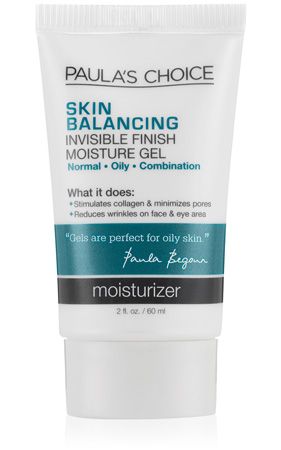 PAULA'S CHOICE
SKIN
BALANCING
INVISIBLE FINISH
MOISTURE GEL
Normal • Oily • Combination
What it does:
+Stimulates collagen & minimizes pores
+Reduces wrinkles on face & eye area
"Gels are perfect for oily skin."
Paula Begoun
moisturizer
2 fl. oz. / 60 ml